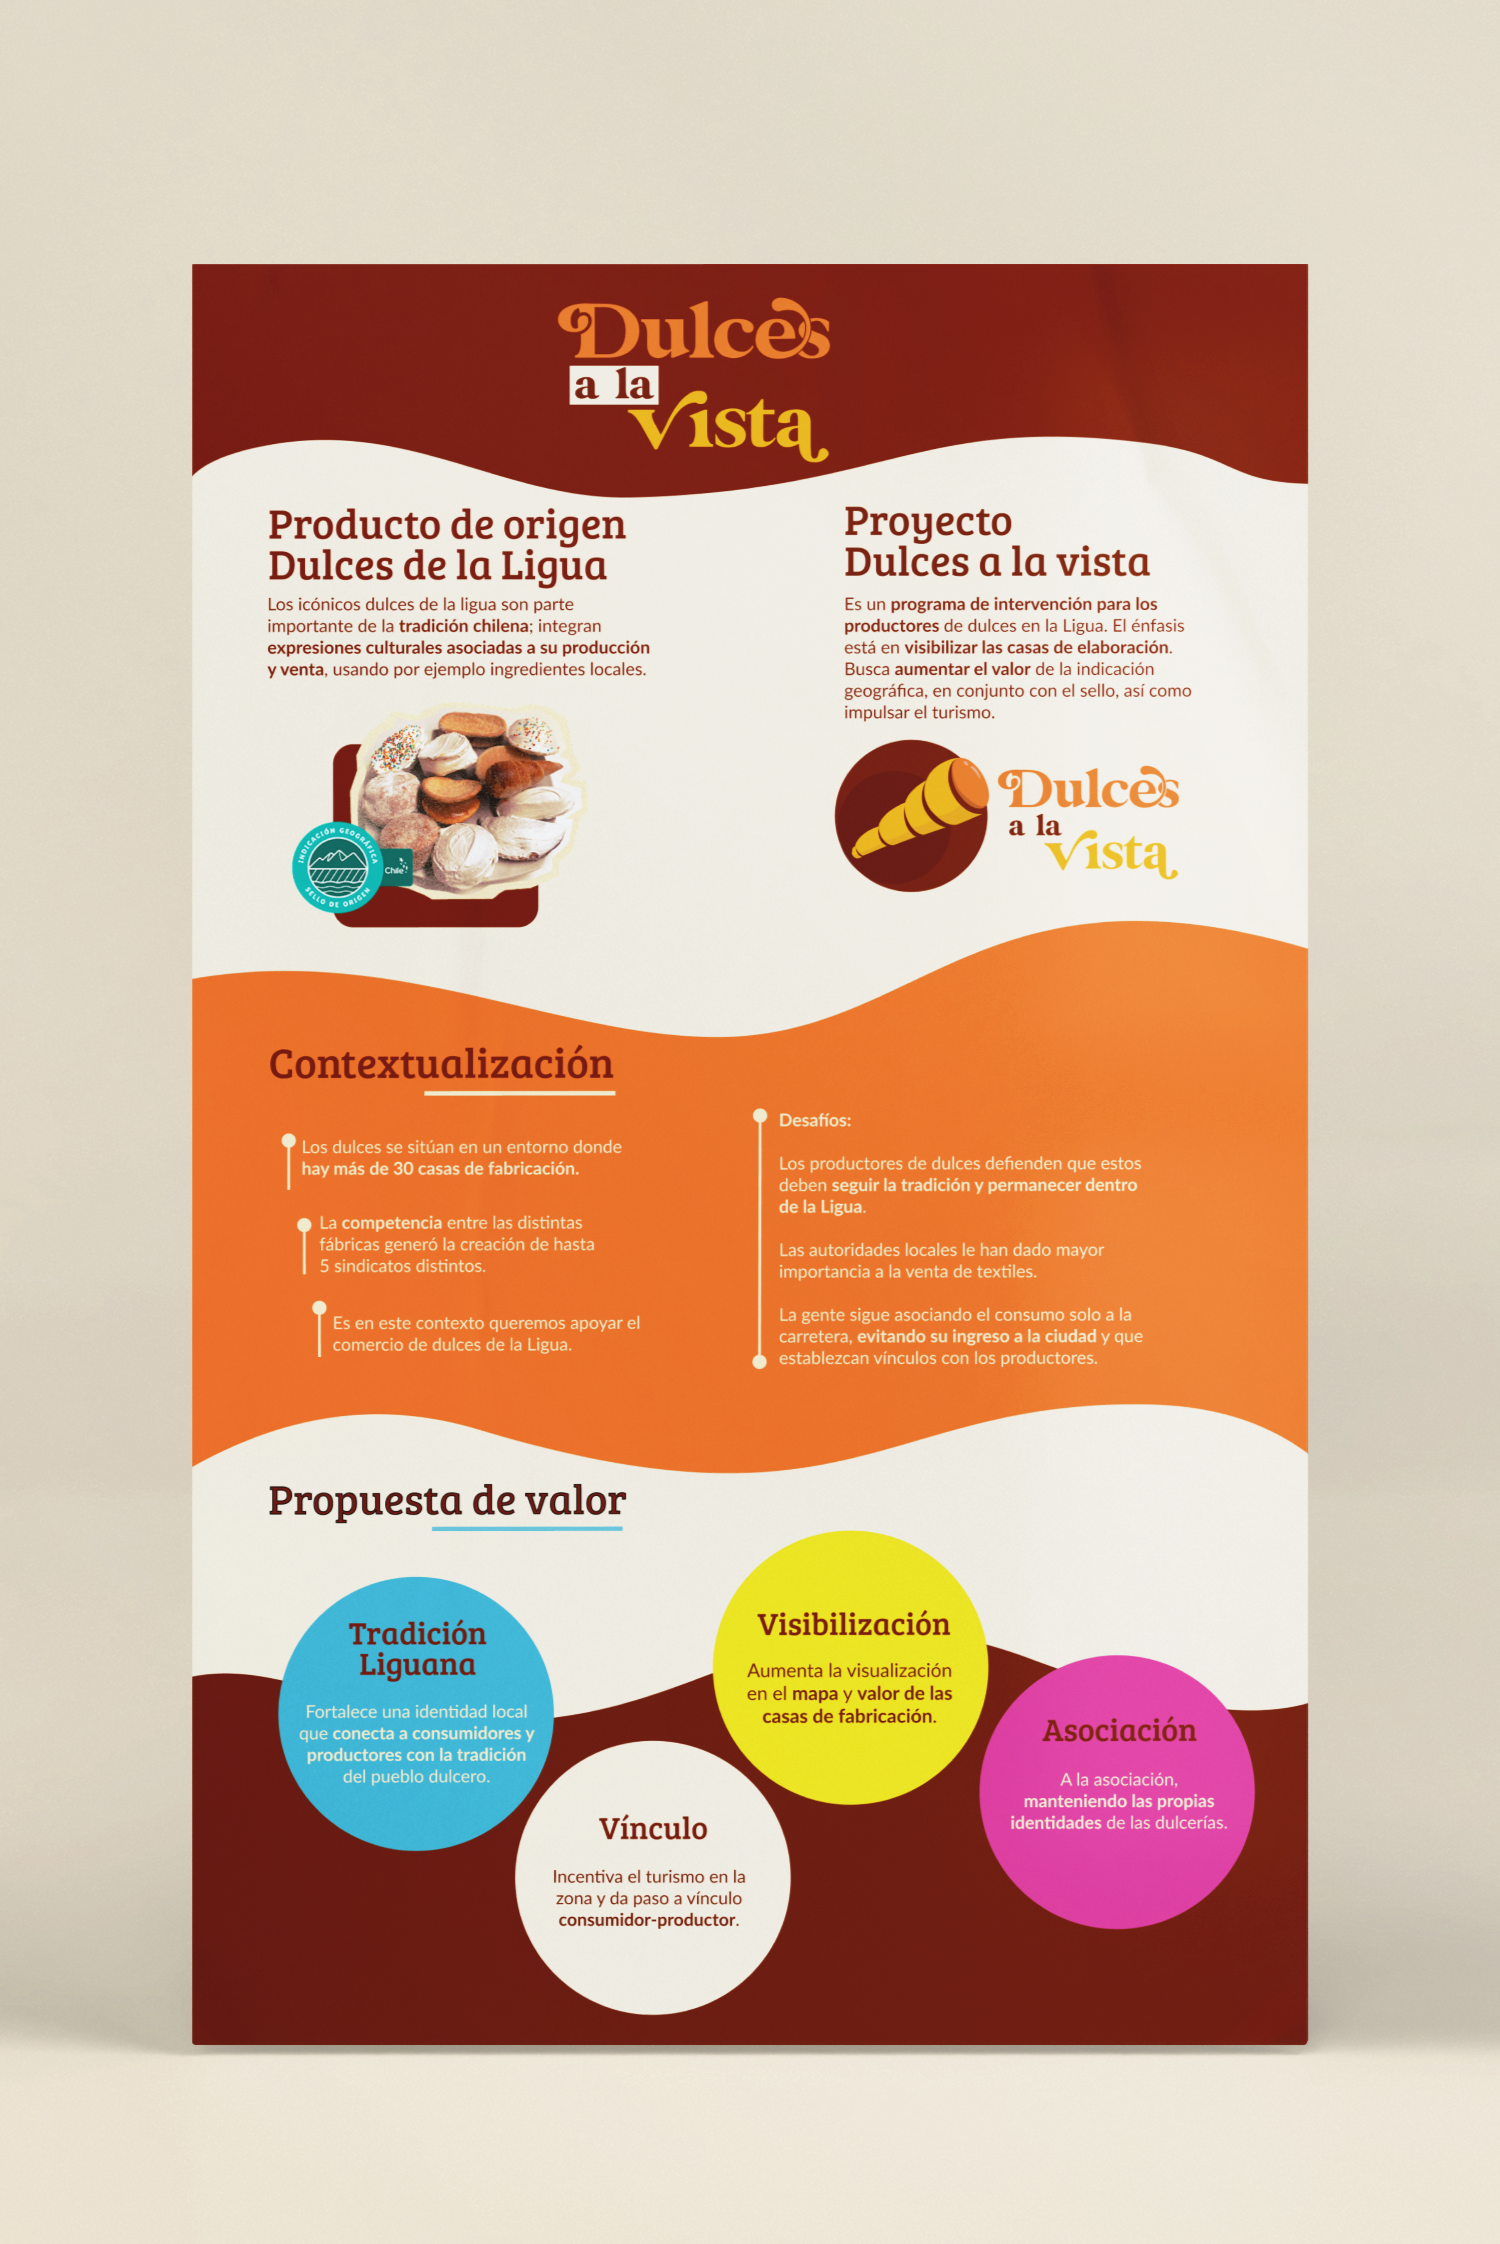 Dulces
a la
Vista
Producto de origen
Dulces de la Ligua
Los icónicos dulces de la ligua son parte
importante de la tradición chilena; integran
expresiones culturales asociadas a su producción
y venta, usando por ejemplo ingredientes locales.
INDICACIÓN GEOGRÁFICA
SELLO DE ORIGEN
Chile
Proyecto
Dulces a la vista
Es un programa de intervención para los
productores de dulces en la Ligua. El énfasis
está en visibilizar las casas de elaboración.
Busca aumentar el valor de la indicación
geográfica, en conjunto con el sello, así como
impulsar el turismo.
Dulces
a la
Vista
Contextualización
Los dulces se sitúan en un entorno donde
hay más de 30 casas de fabricación.
La competencia entre las distintas
fábricas generó la creación de hasta
5 sindicatos distintos.
Es en este contexto queremos apoyar el
comercio de dulces de la Ligua.
Desafíos:
Los productores de dulces defienden que estos
deben seguir la tradición y permanecer dentro
de la Ligua.
Las autoridades locales le han dado mayor
importancia a la venta de textiles.
La gente sigue asociando el consumo solo a la
carretera, evitando su ingreso a la ciudad y que
establezcan vínculos con los productores.
Propuesta de valor
Tradición
Liguana
Fortalece una identidad local
que conecta a consumidores y
productores con la tradición
del pueblo dulcero.
Vínculo
Incentiva el turismo en la
zona y da paso a vínculo
consumidor-productor.
Visibilización
Aumenta la visualización
en el mapa y valor de las
casas de fabricación.
Asociación
A la asociación,
manteniendo las propias
identidades de las dulcerías.